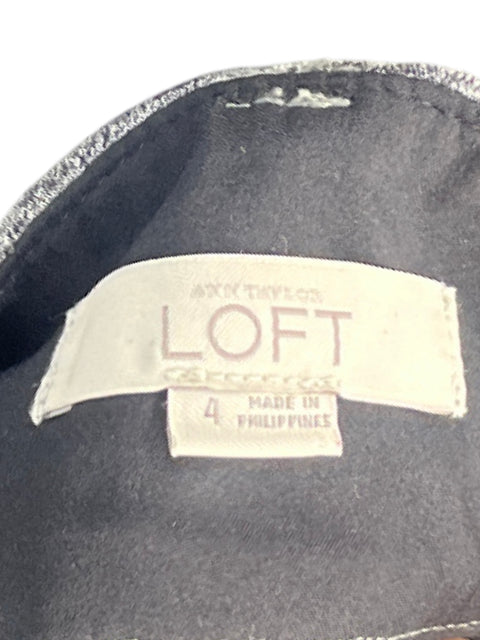 ANN TAYLOR
LOFT
4 MADE IN
PHILIPPINES